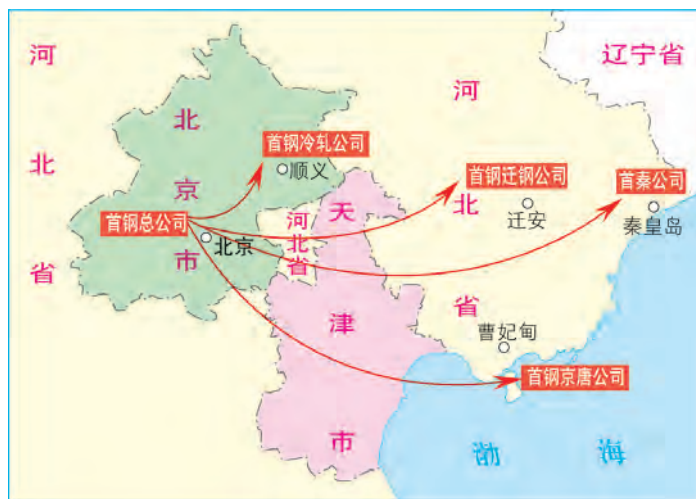 河北省
辽宁省
北京市
河北省
首钢冷轧公司
顺义
首钢迁钢公司
首秦公司
迁安
秦皇岛
首钢总公司
北京
河北省
天津市
曹妃甸
首钢京唐公司
渤海